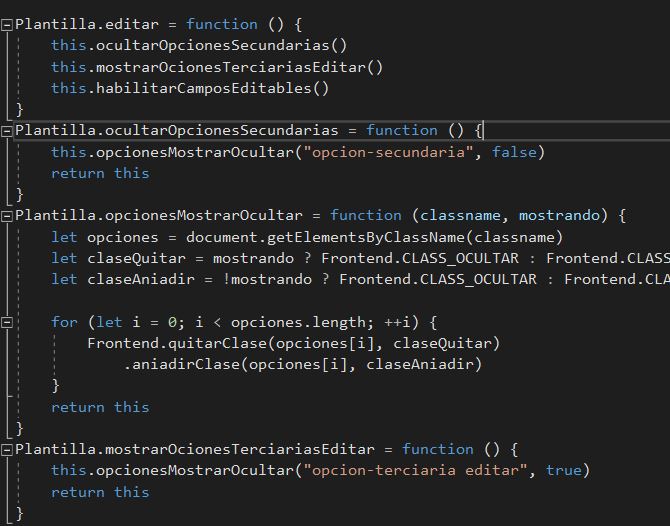 Plantilla.editar = function () {
    this.ocultarOpcionesSecundarias()
    this.mostrarOcionesTerciariasEditar()
    this.habilitarCamposEditables()
}
Plantilla.ocultarOpcionesSecundarias = function () {
    this.opcionesMostrarOcultar("opcion-secundaria", false)
    return this
}
Plantilla.opcionesMostrarOcultar = function (classname, mostrando) {
    let opciones = document.getElementsByClassName(classname)
    let claseQuitar = mostrando ? Frontend.CLASS_OCULTAR : Frontend.CLASS
    let claseAniadir = !mostrando ? Frontend.CLASS_OCULTAR : Frontend.CLA
    for (let i = 0; i < opciones.length; ++i) {
        Frontend.quitarClase(opciones[i], claseQuitar)
            .aniadirClase(opciones[i], claseAniadir)
    }
    return this
}
Plantilla.mostrarOcionesTerciariasEditar = function () {
    this.opcionesMostrarOcultar("opcion-terciaria editar", true)
    return this
}